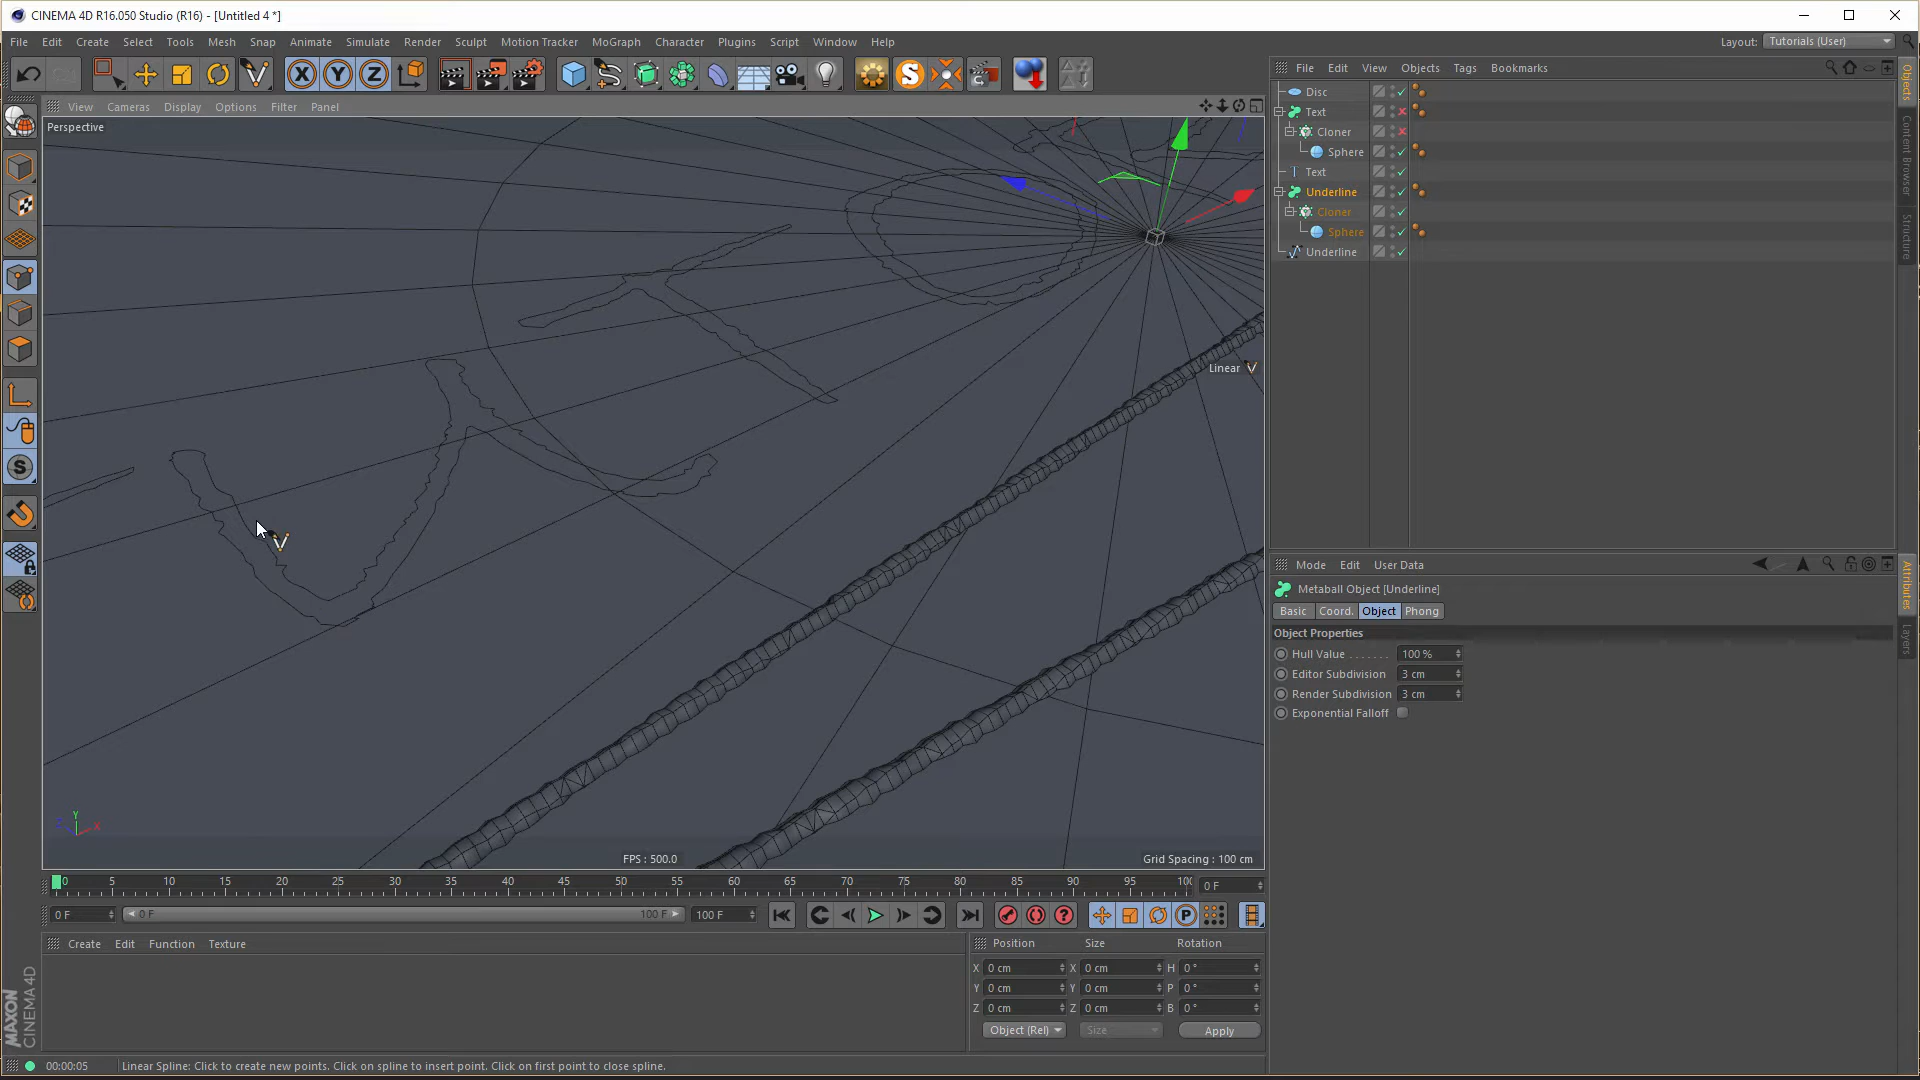 CINEMA 4D R16.050 Studio (R16) - [Untitled 4 *]
File Edit Create Select Tools Mesh Snap Animate Simulate Render Sculpt Motion Tracker MoGraph Character Plugins Script Window Help
Layout: Tutorials (User)
X Y Z S
File Edit View Objects Tags Bookmarks
View Cameras Display Options Filter Panel
Perspective
Disc
Text
Cloner
Sphere
Text
Underline
Cloner
Sphere
Underline
Objects
Content Browser
Structure
Linear
S
Mode Edit User Data
Metaball Object [Underline]
Basic Coord. Object Phong
Object Properties
Hull Value 100 %
Editor Subdivision 3 cm
Render Subdivision 3 cm
Exponential Falloff
Attributes
Layers
Y
Z X
FPS : 500.0
Grid Spacing : 100 cm
0 5 10 15 20 25 30 35 40 45 50 55 60 65 70 75 80 85 90 95 100 0 F
0 F 0 F 100 F 100 F P
Create Edit Function Texture
Position Size Rotation
X 0 cm X 0 cm H 0 °
Y 0 cm Y 0 cm P 0 °
Z 0 cm Z 0 cm B 0 °
Object (Rel) Size Apply
MAXON
CINEMA 4D
00:00:05 Linear Spline: Click to create new points. Click on spline to insert point. Click on first point to close spline.